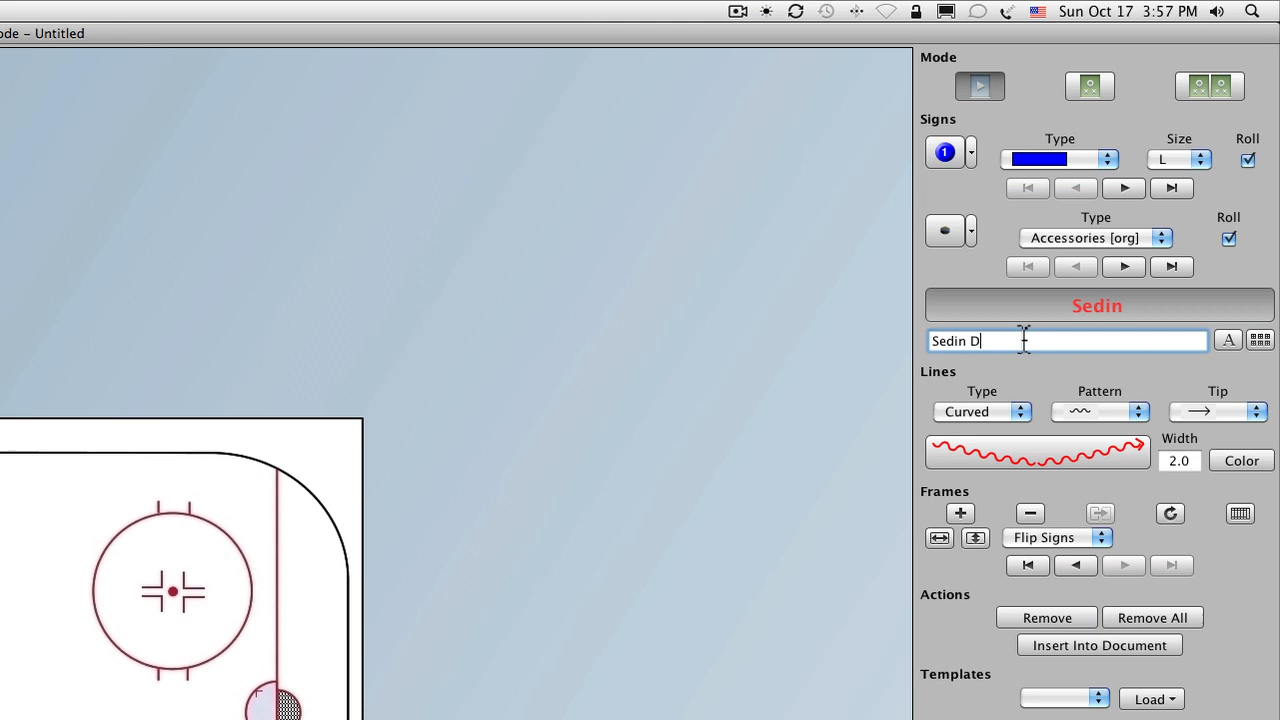 Sun Oct 17 3:57 PM
ode – Untitled
Mode
Signs
1
Type
Size
Roll
L
Type
Roll
Accessories [org]
Sedin
Sedin D
A
Lines
Type
Pattern
Tip
Curved
Width
2.0
Color
Frames
Flip Signs
Actions
Remove
Remove All
Insert Into Document
Templates
Load